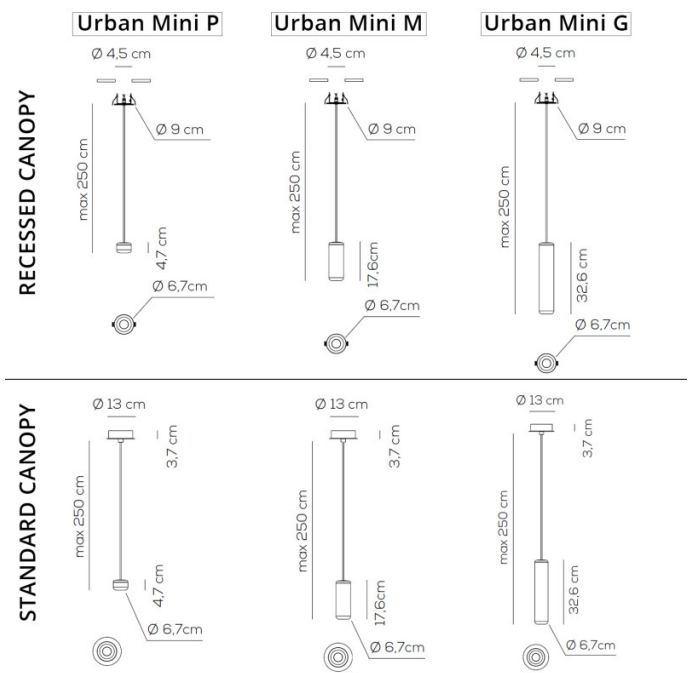 Urban Mini P
Urban Mini M
Urban Mini G
RECESSED CANOPY
Ø 4,5 cm
Ø 9 cm
max 250 cm
4,7 cm
Ø 6,7cm
Ø 4,5 cm
Ø 9 cm
max 250 cm
17,6cm
Ø 6,7cm
Ø 4,5 cm
Ø 9 cm
max 250 cm
32,6 cm
Ø 6,7cm
STANDARD CANOPY
Ø 13 cm
3,7 cm
max 250 cm
4,7 cm
Ø 6,7cm
Ø 13 cm
3,7 cm
max 250 cm
17,6cm
Ø 6,7cm
Ø 13 cm
3,7 cm
max 250 cm
32,6 cm
Ø 6,7cm